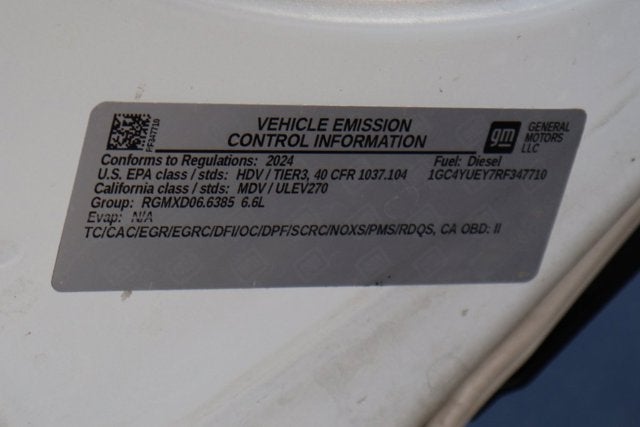 P/F347710
VEHICLE EMISSION
CONTROL INFORMATION
gm
GENERAL
MOTORS
LLC
Conforms to Regulations: 2024
Fuel: Diesel
U.S. EPA class / stds: HDV / TIER3, 40 CFR 1037.104
1GC4YUEY7RF347710
California class / stds: MDV / ULEV270
Group: RGMXD06.6385 6.6L
Evap: N/A
TC/CAC/EGR/EGRC/DFI/OC/DPF/SCRC/NOXS/PMS/RDQS, CA OBD: II